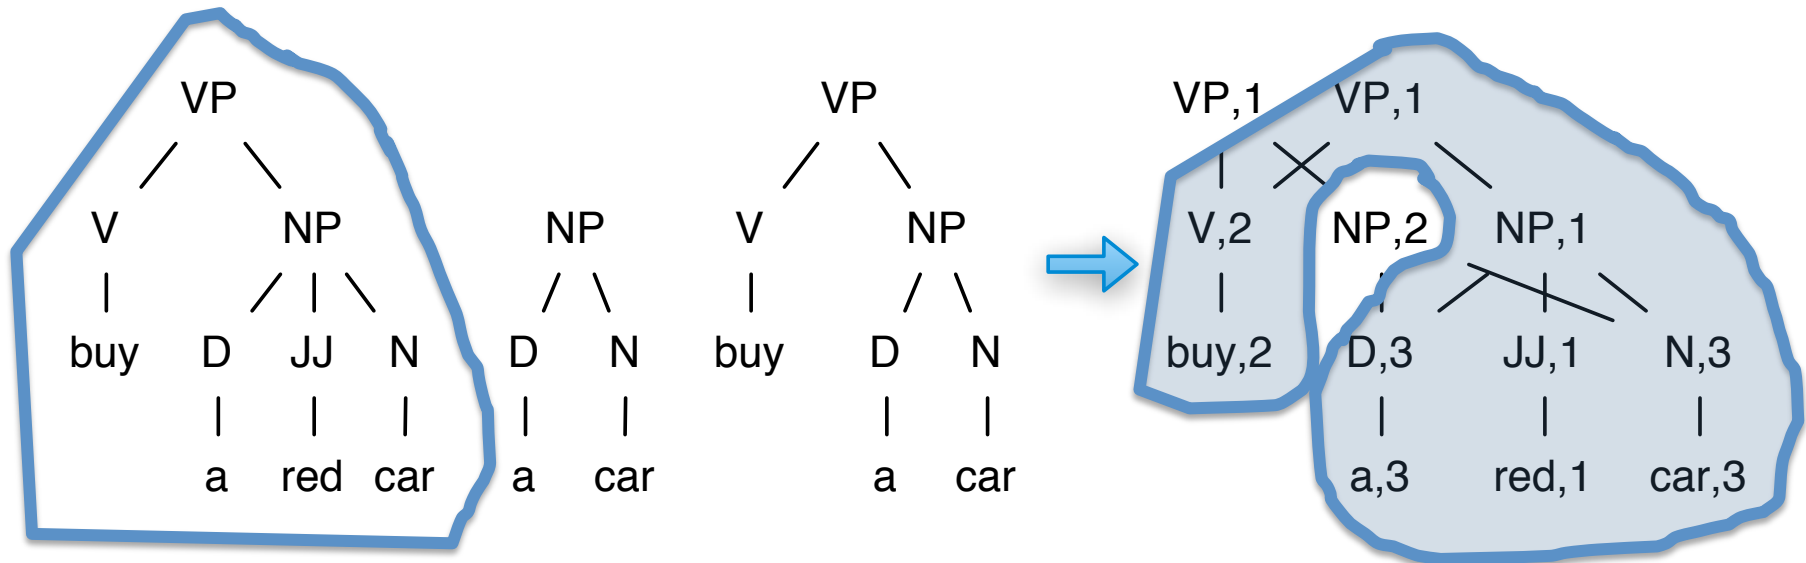 VP VP VP,1 VP,1
V NP NP V NP V,2 NP,2 NP,1
buy D JJ N D N buy D N buy,2 D,3 JJ,1 N,3
a red car a car a car a,3 red,1 car,3